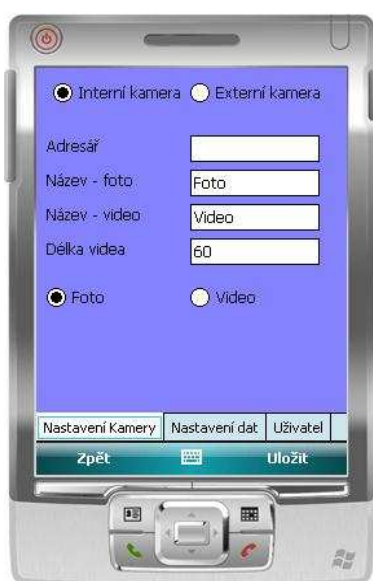 Interní kamera Externí kamera
Adresář
Název - foto Foto
Název - video Video
Délka videa 60
Foto Video
Nastavení Kamery Nastavení dat Uživatel
Zpět Uložit